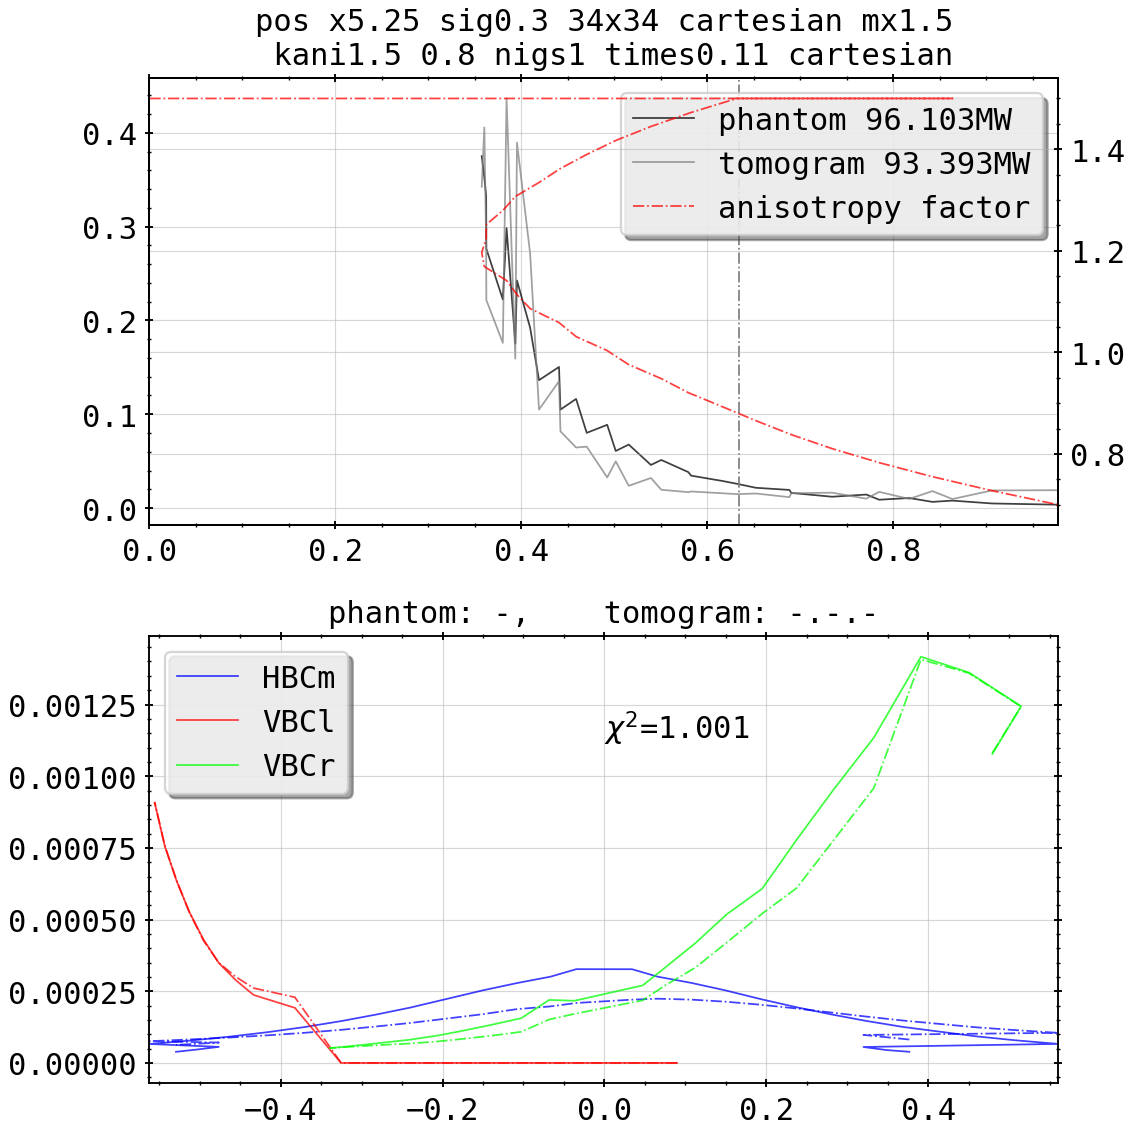 pos x5.25 sig0.3 34x34 cartesian mx1.5
kani1.5 0.8 nigs1 times0.11 cartesian
phantom 96.103MW
tomogram 93.393MW
anisotropy factor
0.4
0.3
0.2
0.1
0.0
1.4
1.2
1.0
0.8
0.0 0.2 0.4 0.6 0.8
phantom: -, tomogram: -.-.-
HBCm
VBCl
VBCr
χ²=1.001
0.00125
0.00100
0.00075
0.00050
0.00025
0.00000
−0.4 −0.2 0.0 0.2 0.4